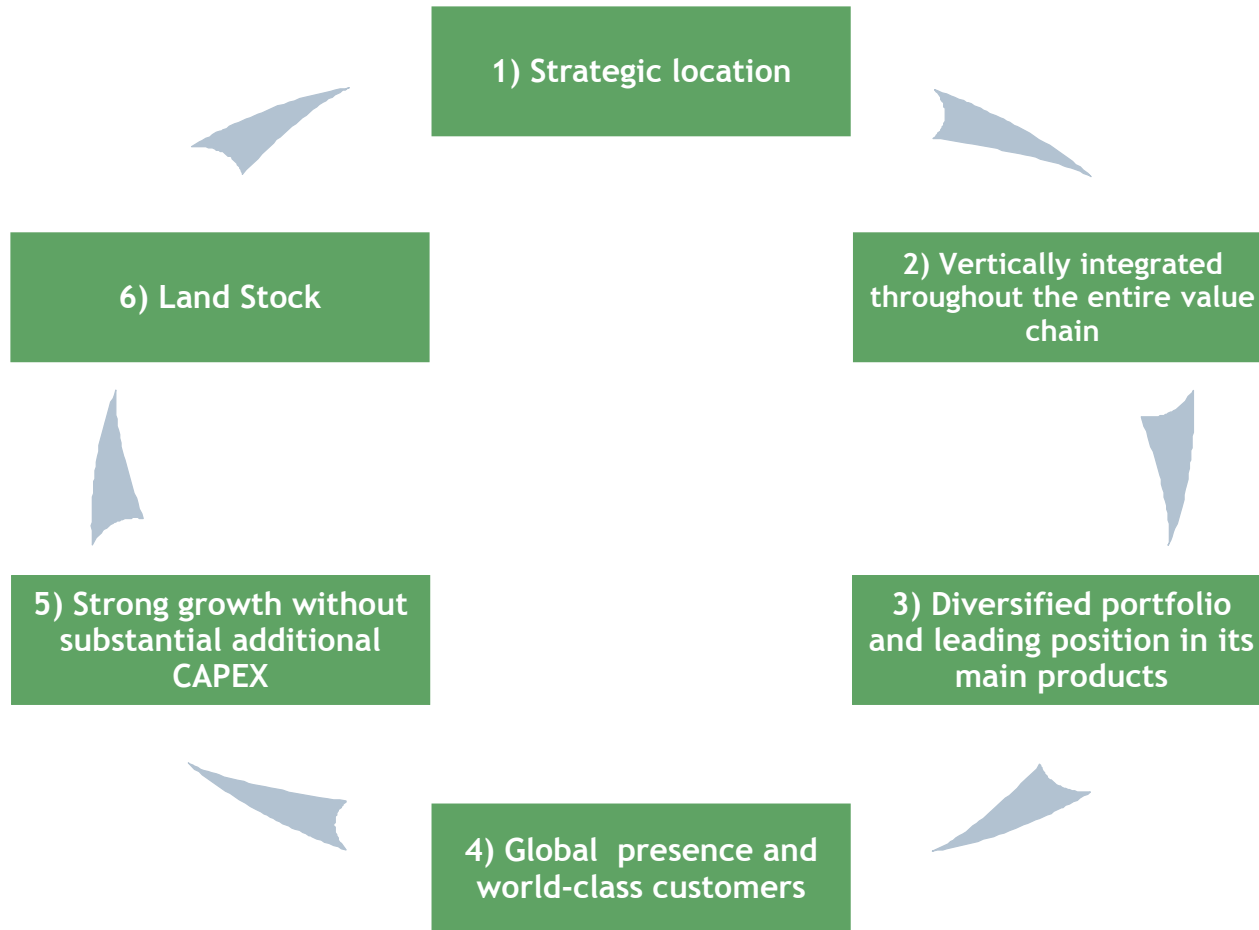 1) Strategic location
2) Vertically integrated
throughout the entire value
chain
3) Diversified portfolio
and leading position in its
main products
4) Global presence and
world-class customers
5) Strong growth without
substantial additional
CAPEX
6) Land Stock